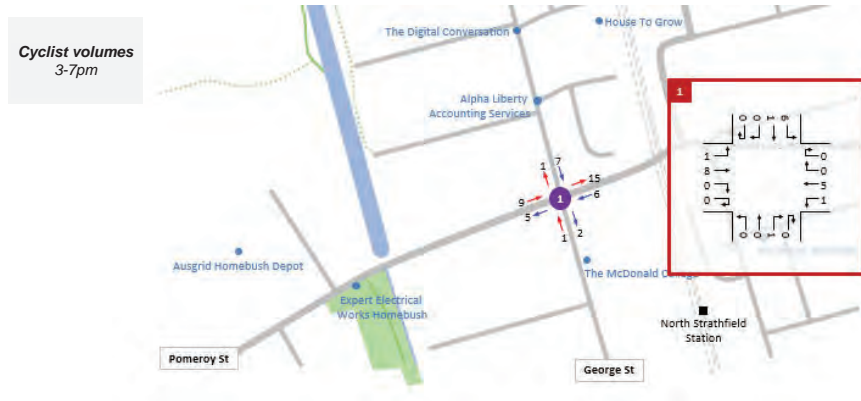 Cyclist volumes
3-7pm
The Digital Conversation
House To Grow
Alpha Liberty
Accounting Services
1
0 0 1 6
1
8
0
0
0
0
5
1
0 0 1 0
1 7
15
9
1
6
5
1 2
Ausgrid Homebush Depot
The McDonald College
Expert Electrical
Works Homebush
North Strathfield
Station
Pomeroy St
George St